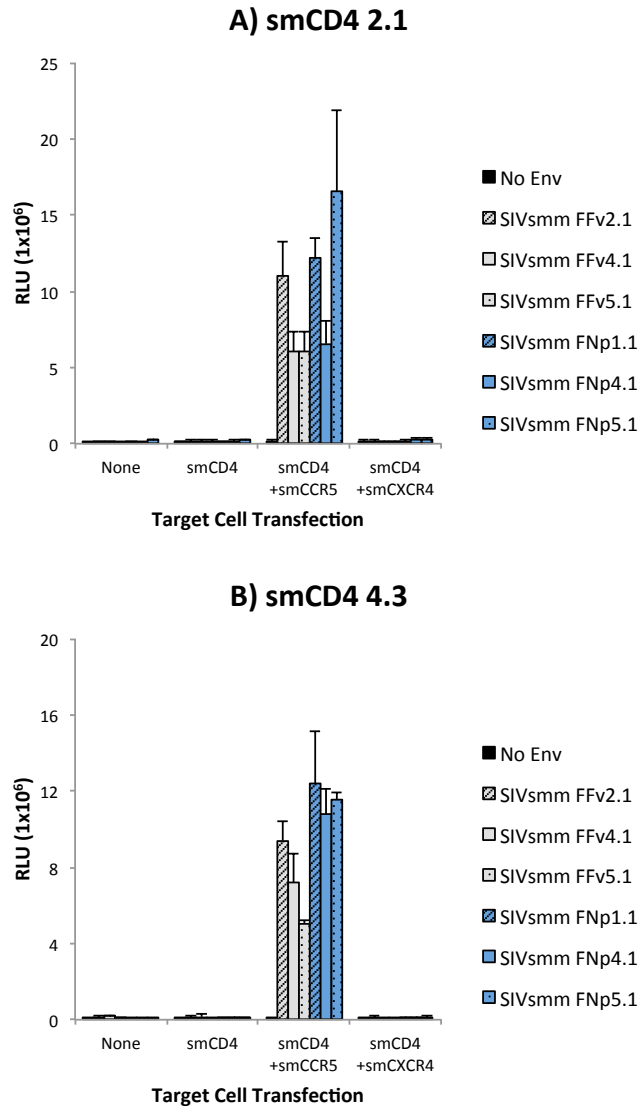 A) smCD4 2.1
25
20
15
10
5
0
RLU (1x10⁶)
None
smCD4
smCD4
+smCCR5
smCD4
+smCXCR4
Target Cell Transfection
No Env
SIVsmm FFv2.1
SIVsmm FFv4.1
SIVsmm FFv5.1
SIVsmm FNp1.1
SIVsmm FNp4.1
SIVsmm FNp5.1
B) smCD4 4.3
20
16
12
8
4
0
RLU (1x10⁶)
None
smCD4
smCD4
+smCCR5
smCD4
+smCXCR4
Target Cell Transfection
No Env
SIVsmm FFv2.1
SIVsmm FFv4.1
SIVsmm FFv5.1
SIVsmm FNp1.1
SIVsmm FNp4.1
SIVsmm FNp5.1